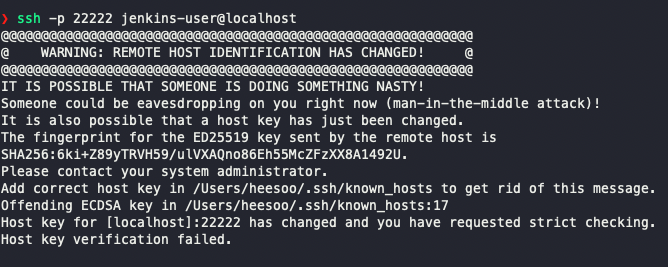 ❯ ssh -p 22222 jenkins-user@localhost
@@@@@@@@@@@@@@@@@@@@@@@@@@@@@@@@@@@@@@@@@@@@@@@@@@@@@@@@@@@
@    WARNING: REMOTE HOST IDENTIFICATION HAS CHANGED!     @
@@@@@@@@@@@@@@@@@@@@@@@@@@@@@@@@@@@@@@@@@@@@@@@@@@@@@@@@@@@
IT IS POSSIBLE THAT SOMEONE IS DOING SOMETHING NASTY!
Someone could be eavesdropping on you right now (man-in-the-middle attack)!
It is also possible that a host key has just been changed.
The fingerprint for the ED25519 key sent by the remote host is
SHA256:6ki+Z89yTRVH59/ulVXAQno86Eh55McZFzXX8A1492U.
Please contact your system administrator.
Add correct host key in /Users/heesoo/.ssh/known_hosts to get rid of this message.
Offending ECDSA key in /Users/heesoo/.ssh/known_hosts:17
Host key for [localhost]:22222 has changed and you have requested strict checking.
Host key verification failed.